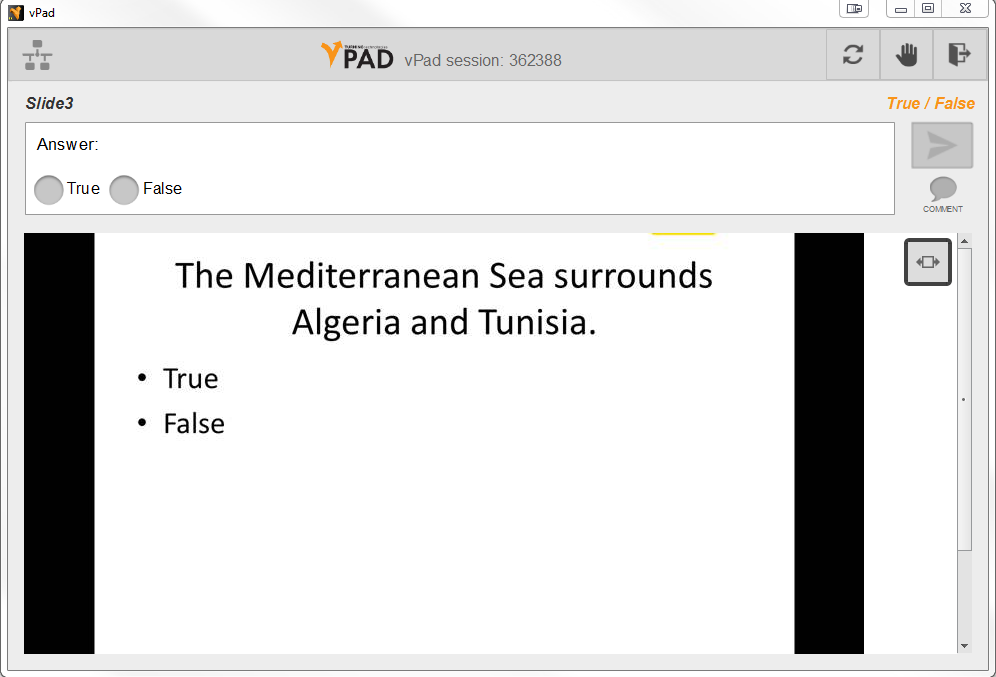 vPad
VPAD vPad session: 362388
Slide3
True / False
Answer:
True
False
COMMENT
The Mediterranean Sea surrounds
Algeria and Tunisia.
• True
• False